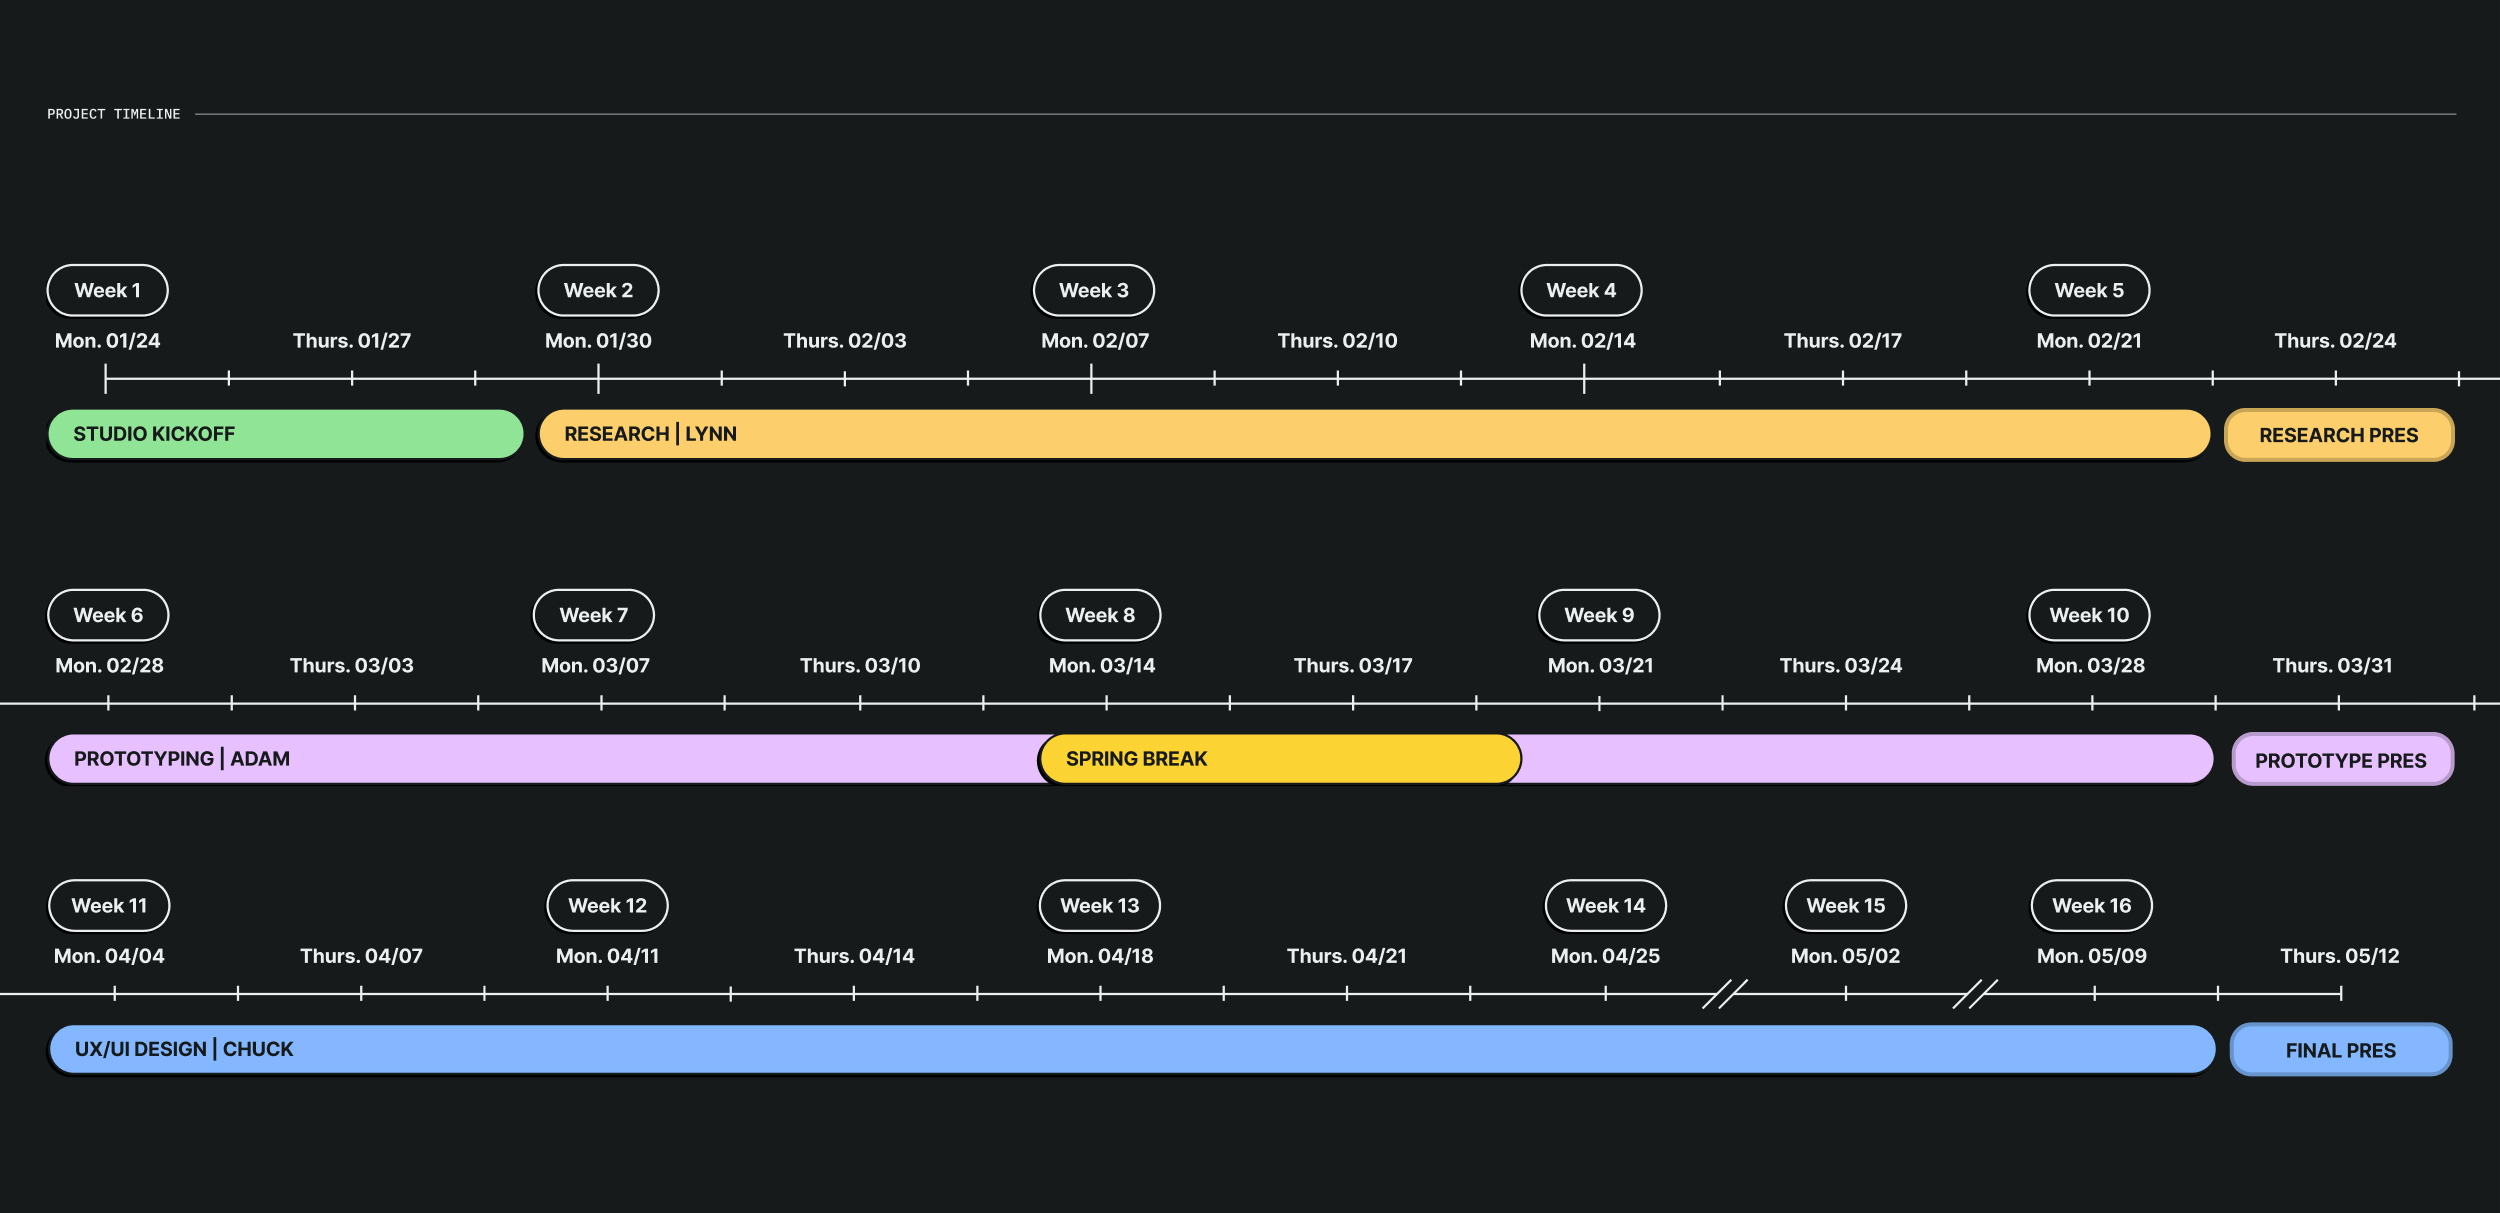 PROJECT TIMELINE
Week 1 Week 2 Week 3 Week 4 Week 5
Mon. 01/24 Thurs. 01/27 Mon. 01/30 Thurs. 02/03 Mon. 02/07 Thurs. 02/10 Mon. 02/14 Thurs. 02/17 Mon. 02/21 Thurs. 02/24
STUDIO KICKOFF RESEARCH | LYNN RESEARCH PRES
Week 6 Week 7 Week 8 Week 9 Week 10
Mon. 02/28 Thurs. 03/03 Mon. 03/07 Thurs. 03/10 Mon. 03/14 Thurs. 03/17 Mon. 03/21 Thurs. 03/24 Mon. 03/28 Thurs. 03/31
PROTOTYPING | ADAM SPRING BREAK PROTOTYPE PRES
Week 11 Week 12 Week 13 Week 14 Week 15 Week 16
Mon. 04/04 Thurs. 04/07 Mon. 04/11 Thurs. 04/14 Mon. 04/18 Thurs. 04/21 Mon. 04/25 Mon. 05/02 Mon. 05/09 Thurs. 05/12
UX/UI DESIGN | CHUCK FINAL PRES